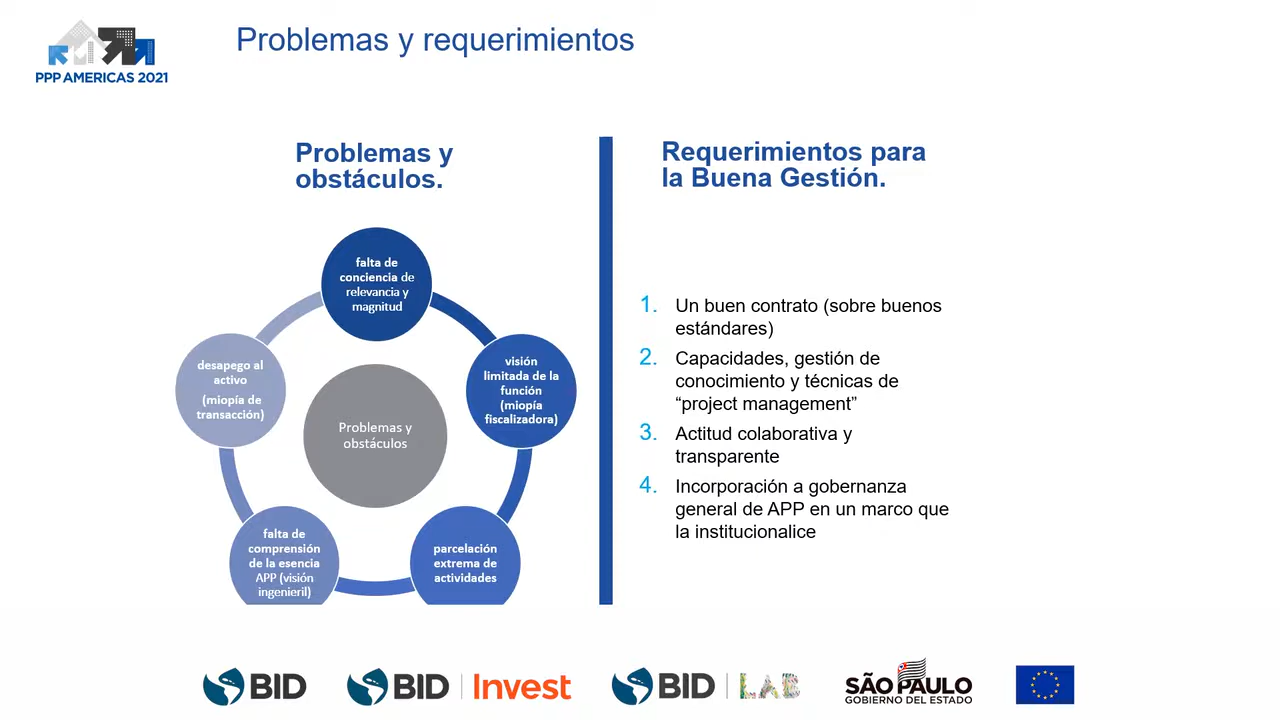 PPP AMERICAS 2021
Problemas y requerimientos
Problemas y
obstáculos.
Requerimientos para
la Buena Gestión.
falta de
conciencia de
relevancia y
magnitud
visión
limitada de la
función
(miopía
fiscalizadora)
parcelación
extrema de
actividades
falta de
comprensión
de la esencia
APP (visión
ingenieril)
desapego al
activo
(miopía de
transacción)
Problemas y
obstáculos
1. Un buen contrato (sobre buenos
estándares)
2. Capacidades, gestión de
conocimiento y técnicas de
“project management”
3. Actitud colaborativa y
transparente
4. Incorporación a gobernanza
general de APP en un marco que
la institucionalice
BID
BID Invest
BID LAB
SÃO PAULO
GOBIERNO DEL ESTADO